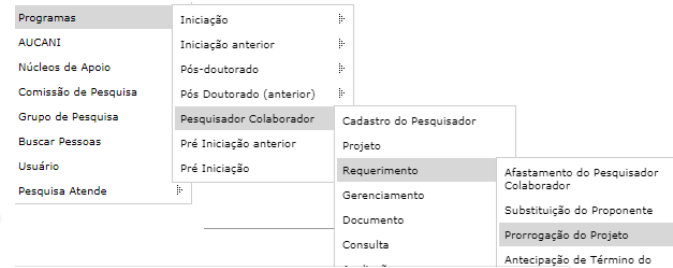 Programas
AUCANI
Núcleos de Apoio
Comissão de Pesquisa
Grupo de Pesquisa
Buscar Pessoas
Usuário
Pesquisa Atende
Iniciação
Iniciação anterior
Pós-doutorado
Pós Doutorado (anterior)
Pesquisador Colaborador
Pré Iniciação anterior
Pré Iniciação
Cadastro do Pesquisador
Projeto
Requerimento
Gerenciamento
Documento
Consulta
Afastamento do Pesquisador
Colaborador
Substituição do Proponente
Prorrogação do Projeto
Antecipação de Término do